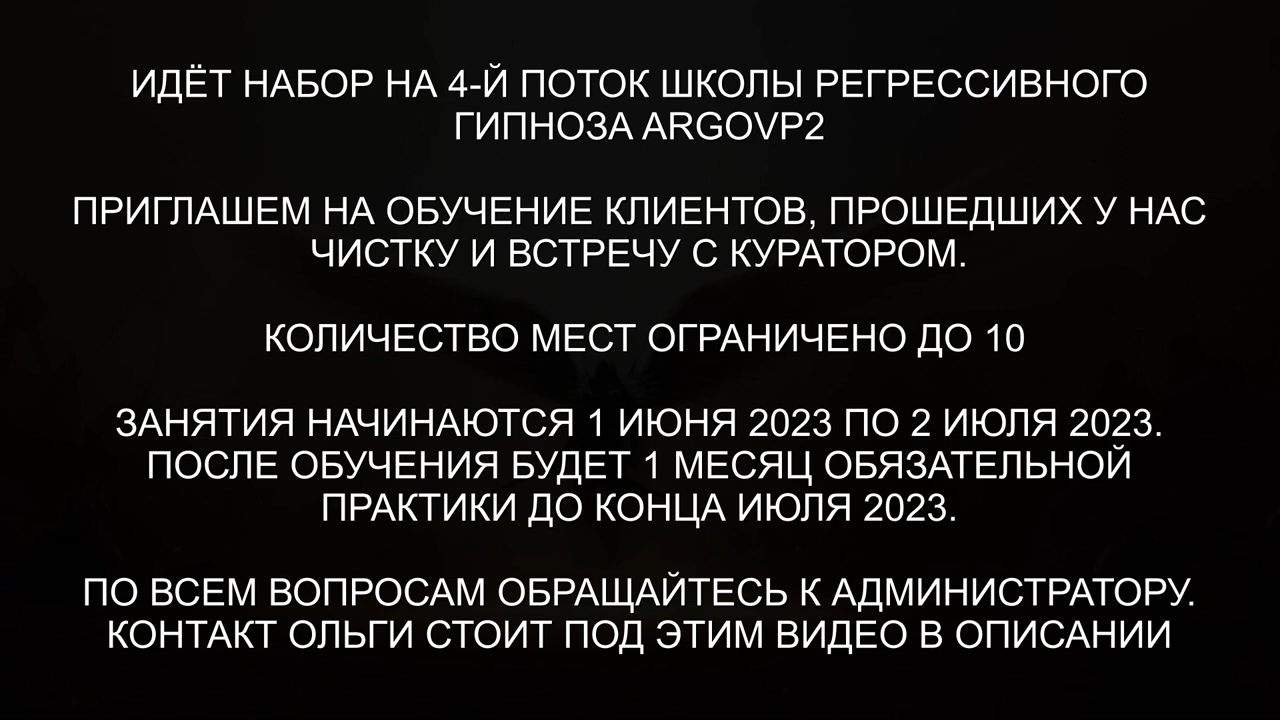 ИДЁТ НАБОР НА 4-Й ПОТОК ШКОЛЫ РЕГРЕССИВНОГО
ГИПНОЗА ARGOVP2
ПРИГЛАШЕМ НА ОБУЧЕНИЕ КЛИЕНТОВ, ПРОШЕДШИХ У НАС
ЧИСТКУ И ВСТРЕЧУ С КУРАТОРОМ.
КОЛИЧЕСТВО МЕСТ ОГРАНИЧЕНО ДО 10
ЗАНЯТИЯ НАЧИНАЮТСЯ 1 ИЮНЯ 2023 ПО 2 ИЮЛЯ 2023.
ПОСЛЕ ОБУЧЕНИЯ БУДЕТ 1 МЕСЯЦ ОБЯЗАТЕЛЬНОЙ
ПРАКТИКИ ДО КОНЦА ИЮЛЯ 2023.
ПО ВСЕМ ВОПРОСАМ ОБРАЩАЙТЕСЬ К АДМИНИСТРАТОРУ.
КОНТАКТ ОЛЬГИ СТОИТ ПОД ЭТИМ ВИДЕО В ОПИСАНИИ